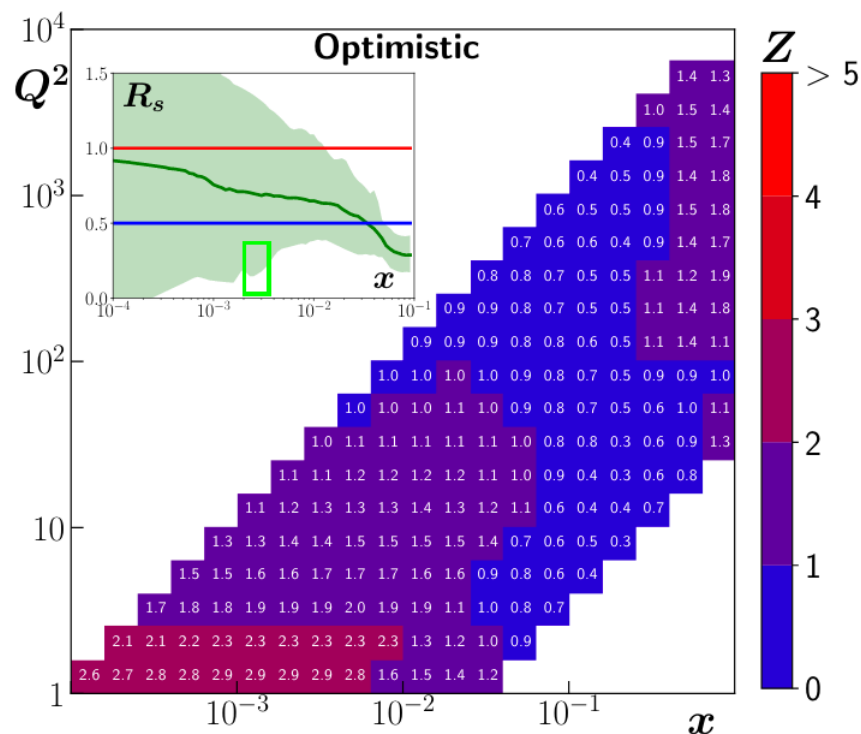 Optimistic
Z
10^4
Q^2
> 5
1.5
R_s
1.0
0.5
0.0
10^-4
10^-3
10^-2
10^-1
x
1.4 1.3
1.0 1.5 1.4
0.4 0.9 1.5 1.7
10^3
0.4 0.5 0.9 1.4 1.8
0.6 0.5 0.5 0.9 1.5 1.8
0.7 0.6 0.6 0.4 0.9 1.4 1.7
0.8 0.8 0.7 0.5 0.5 1.1 1.2 1.9
0.9 0.9 0.8 0.7 0.5 0.5 1.1 1.4 1.8
0.9 0.9 0.9 0.8 0.8 0.6 0.5 1.1 1.4 1.1
10^2
1.0 1.0 1.0 1.0 0.9 0.8 0.7 0.5 0.9 0.9 1.0
1.0 1.0 1.0 1.1 1.0 0.9 0.8 0.7 0.5 0.6 1.0 1.1
1.0 1.1 1.1 1.1 1.1 1.1 1.0 0.8 0.8 0.3 0.6 0.9 1.3
1.1 1.1 1.2 1.2 1.2 1.1 1.1 1.0 0.9 0.4 0.3 0.6 0.8
1.1 1.2 1.3 1.3 1.3 1.4 1.3 1.2 1.1 0.6 0.4 0.4 0.7
10
1.3 1.3 1.4 1.4 1.5 1.5 1.5 1.5 1.4 0.7 0.6 0.5 0.3
1.5 1.5 1.6 1.6 1.7 1.7 1.7 1.6 1.6 0.9 0.8 0.6 0.4
1.7 1.8 1.8 1.9 1.9 1.9 2.0 1.9 1.9 1.1 1.0 0.8 0.7
2.1 2.1 2.2 2.3 2.3 2.3 2.3 2.3 2.3 1.3 1.2 1.0 0.9
2.6 2.7 2.8 2.8 2.9 2.9 2.9 2.9 2.8 1.6 1.5 1.4 1.2
1
10^-3
10^-2
10^-1
x
4
3
2
1
0